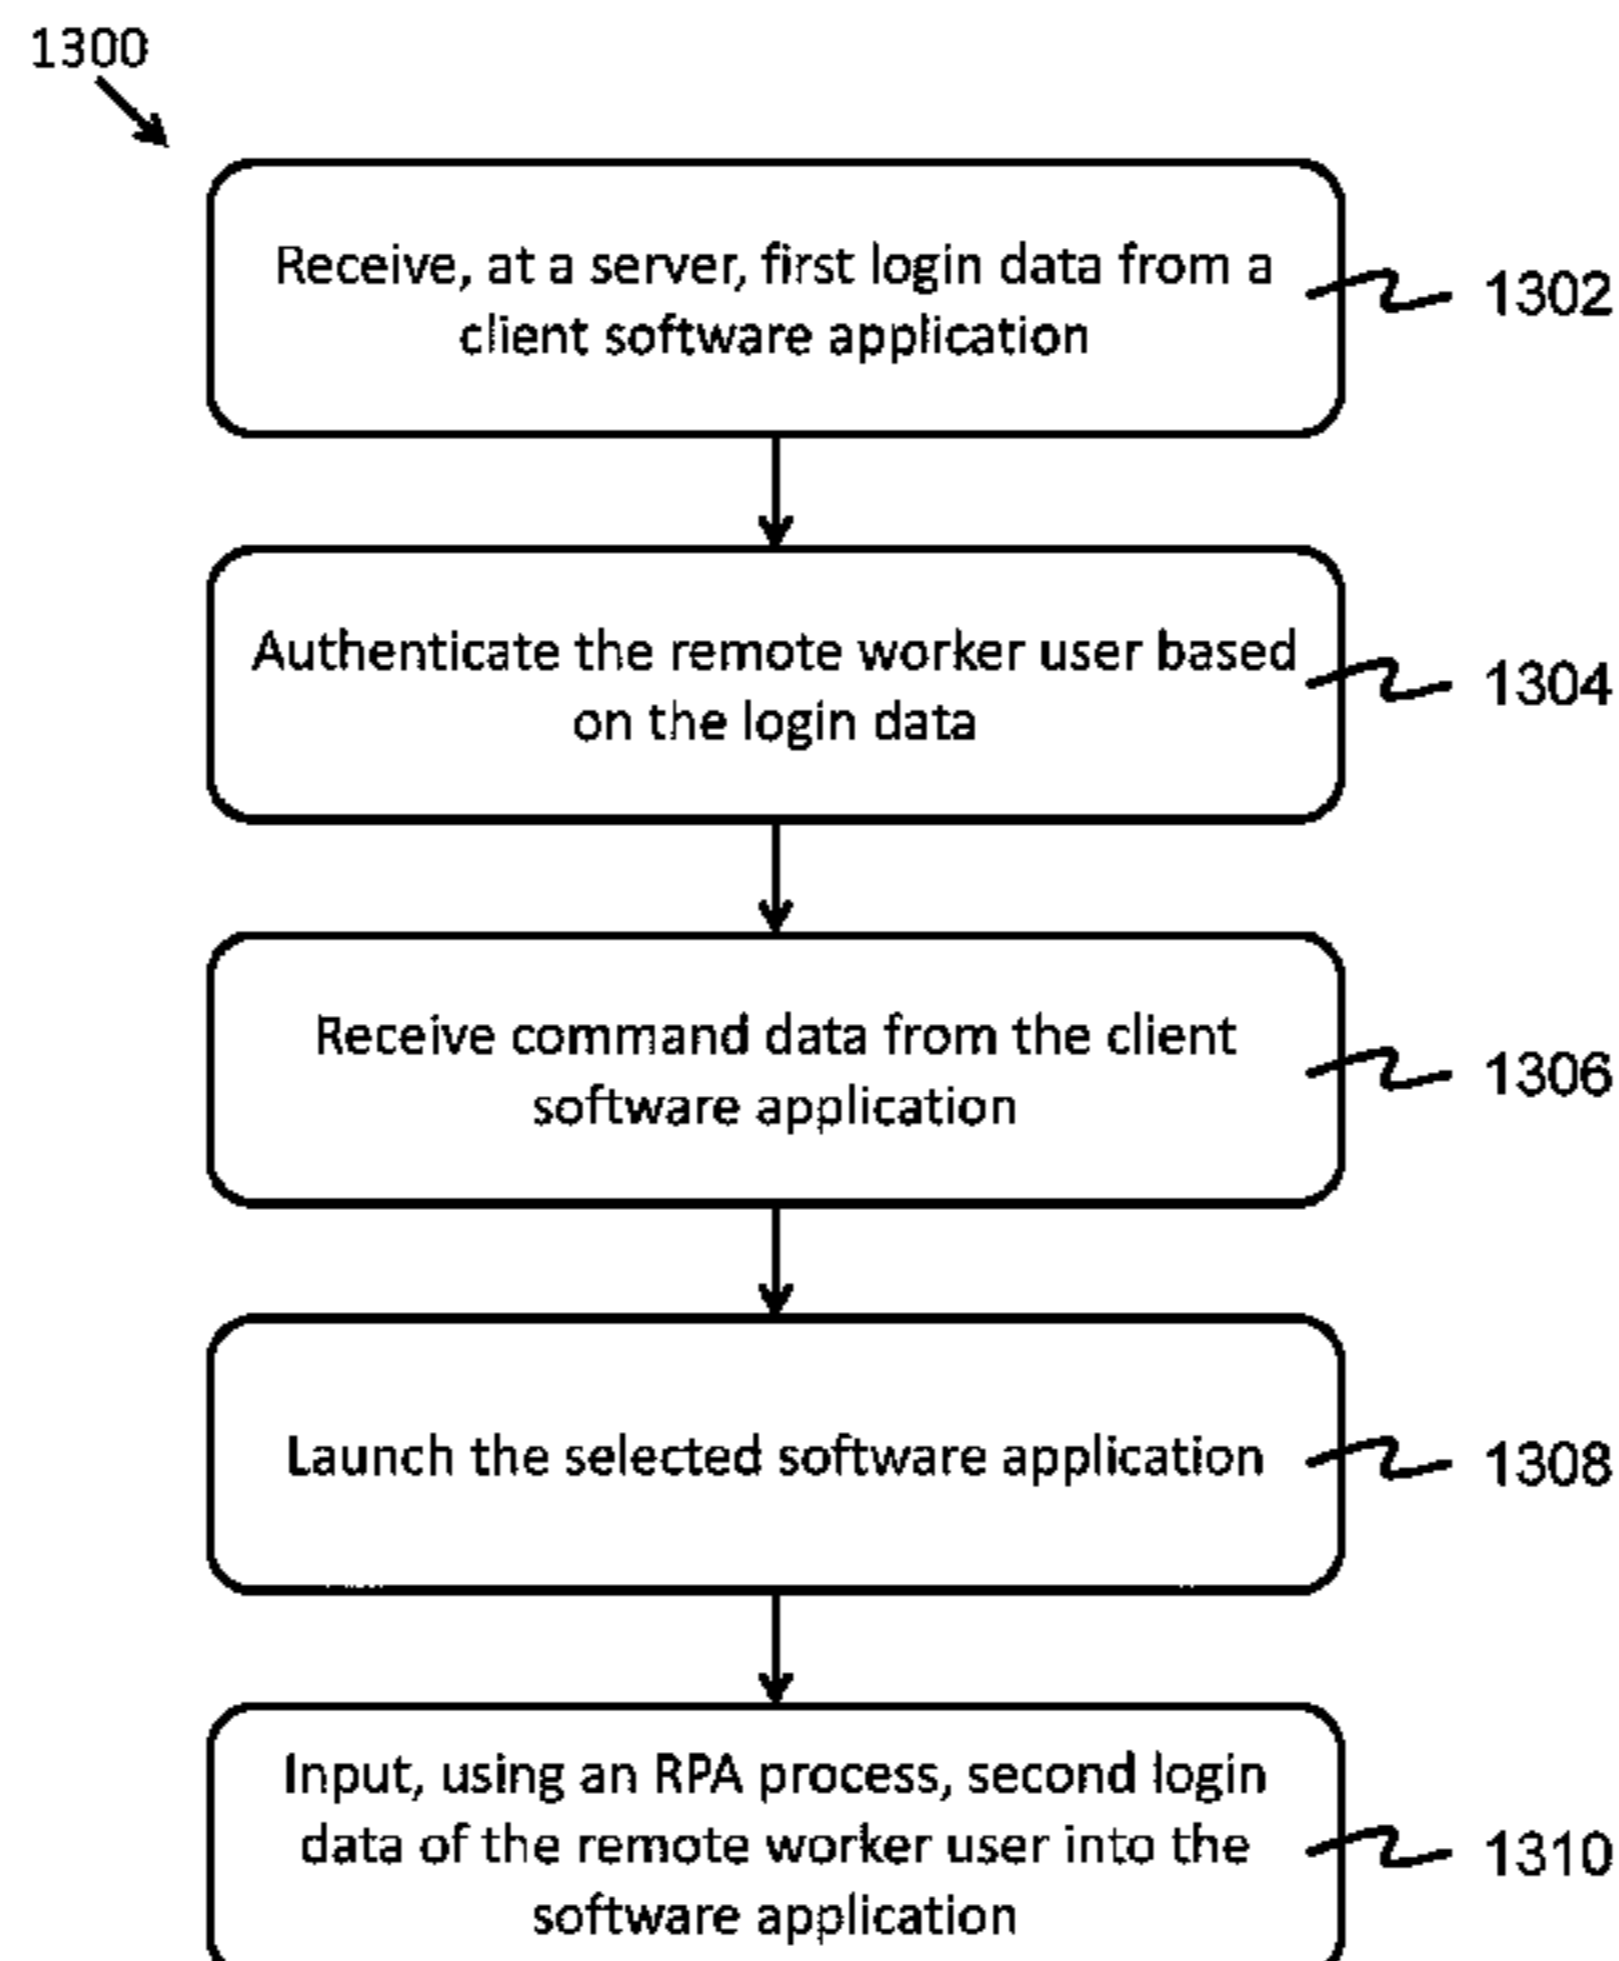 1300
Receive, at a server, first login data from a
client software application
1302
Authenticate the remote worker user based
on the login data
1304
Receive command data from the client
software application
1306
Launch the selected software application
1308
Input, using an RPA process, second login
data of the remote worker user into the
software application
1310